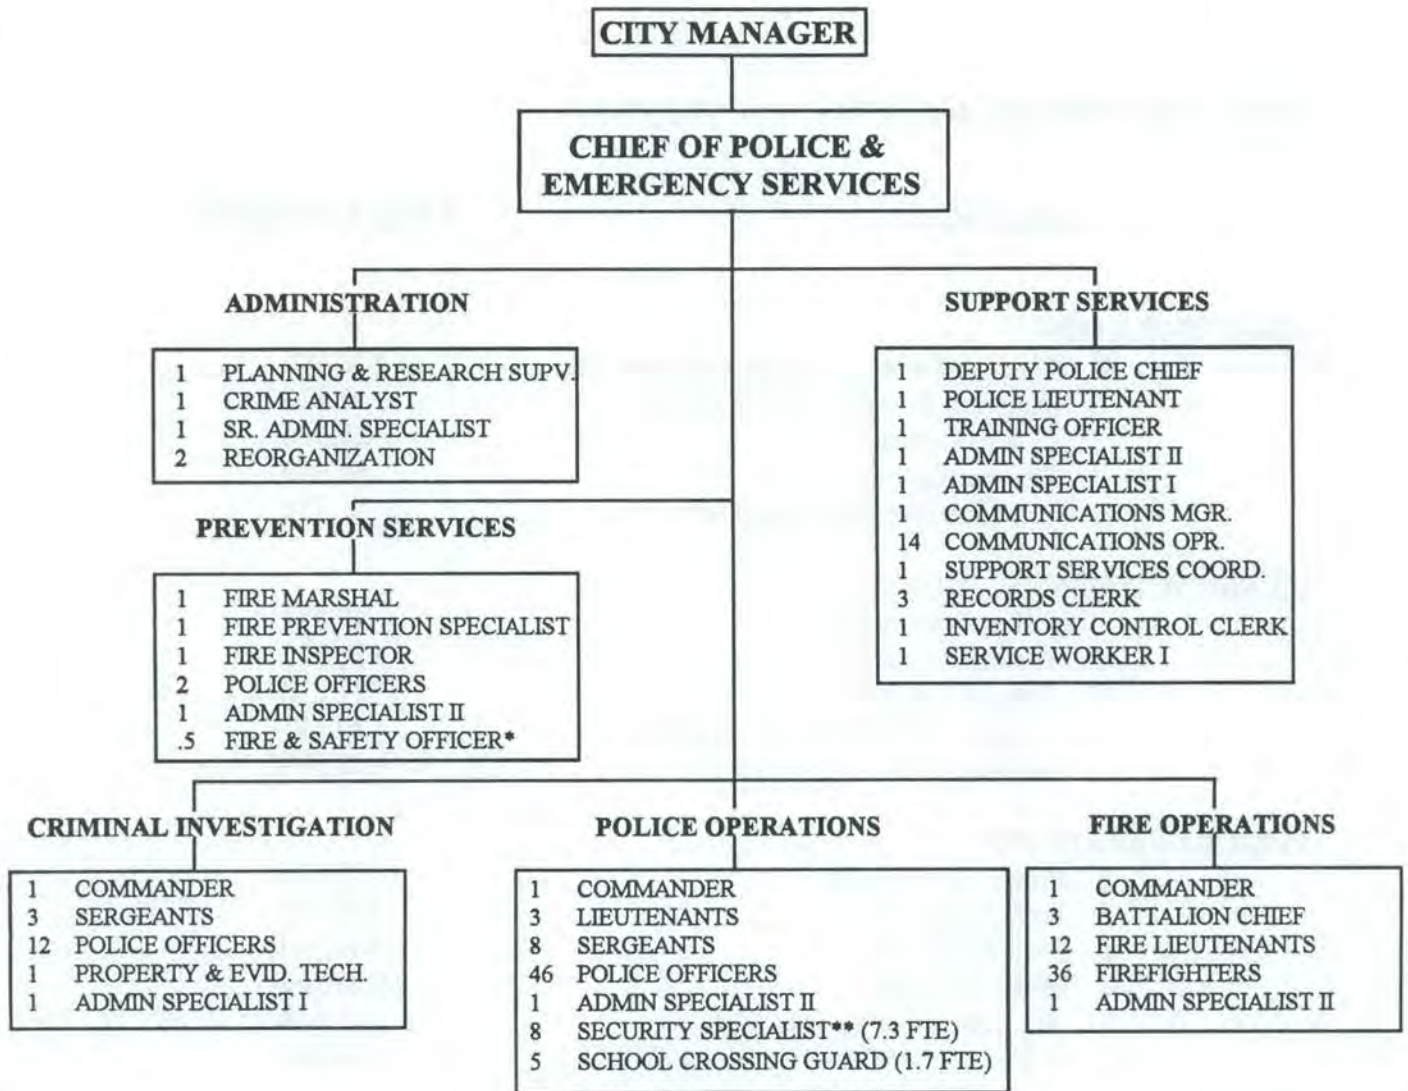 CITY MANAGER
CHIEF OF POLICE &
EMERGENCY SERVICES
ADMINISTRATION
1 PLANNING & RESEARCH SUPV.
1 CRIME ANALYST
1 SR. ADMIN. SPECIALIST
2 REORGANIZATION
SUPPORT SERVICES
1 DEPUTY POLICE CHIEF
1 POLICE LIEUTENANT
1 TRAINING OFFICER
1 ADMIN SPECIALIST II
1 ADMIN SPECIALIST I
1 COMMUNICATIONS MGR.
14 COMMUNICATIONS OPR.
1 SUPPORT SERVICES COORD.
3 RECORDS CLERK
1 INVENTORY CONTROL CLERK
1 SERVICE WORKER I
PREVENTION SERVICES
1 FIRE MARSHAL
1 FIRE PREVENTION SPECIALIST
1 FIRE INSPECTOR
2 POLICE OFFICERS
1 ADMIN SPECIALIST II
.5 FIRE & SAFETY OFFICER*
CRIMINAL INVESTIGATION
1 COMMANDER
3 SERGEANTS
12 POLICE OFFICERS
1 PROPERTY & EVID. TECH.
1 ADMIN SPECIALIST I
POLICE OPERATIONS
1 COMMANDER
3 LIEUTENANTS
8 SERGEANTS
46 POLICE OFFICERS
1 ADMIN SPECIALIST II
8 SECURITY SPECIALIST** (7.3 FTE)
5 SCHOOL CROSSING GUARD (1.7 FTE)
FIRE OPERATIONS
1 COMMANDER
3 BATTALION CHIEF
12 FIRE LIEUTENANTS
36 FIREFIGHTERS
1 ADMIN SPECIALIST II